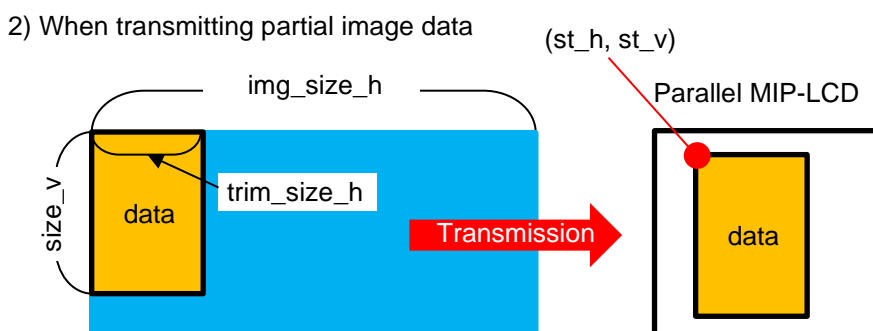 2) When transmitting partial image data
(st_h, st_v)
img_size_h
Parallel MIP-LCD
size_v
trim_size_h
data
Transmission
data